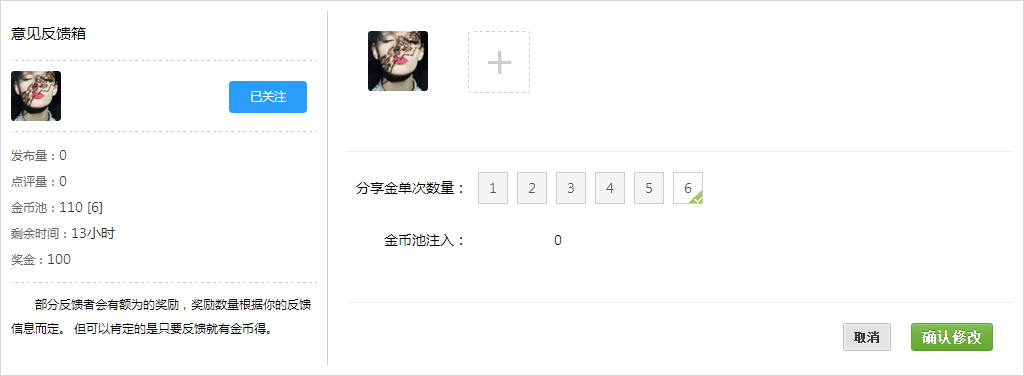 意见反馈箱
已关注
发布量：0
点评量：0
金币池：110 [6]
剩余时间：13小时
奖金：100
部分反馈者会有额为的奖励，奖励数量根据你的反馈
信息而定。 但可以肯定的是只要反馈就有金币得。
分享金单次数量： 1 2 3 4 5 6
金币池注入： 0
取消 确认修改